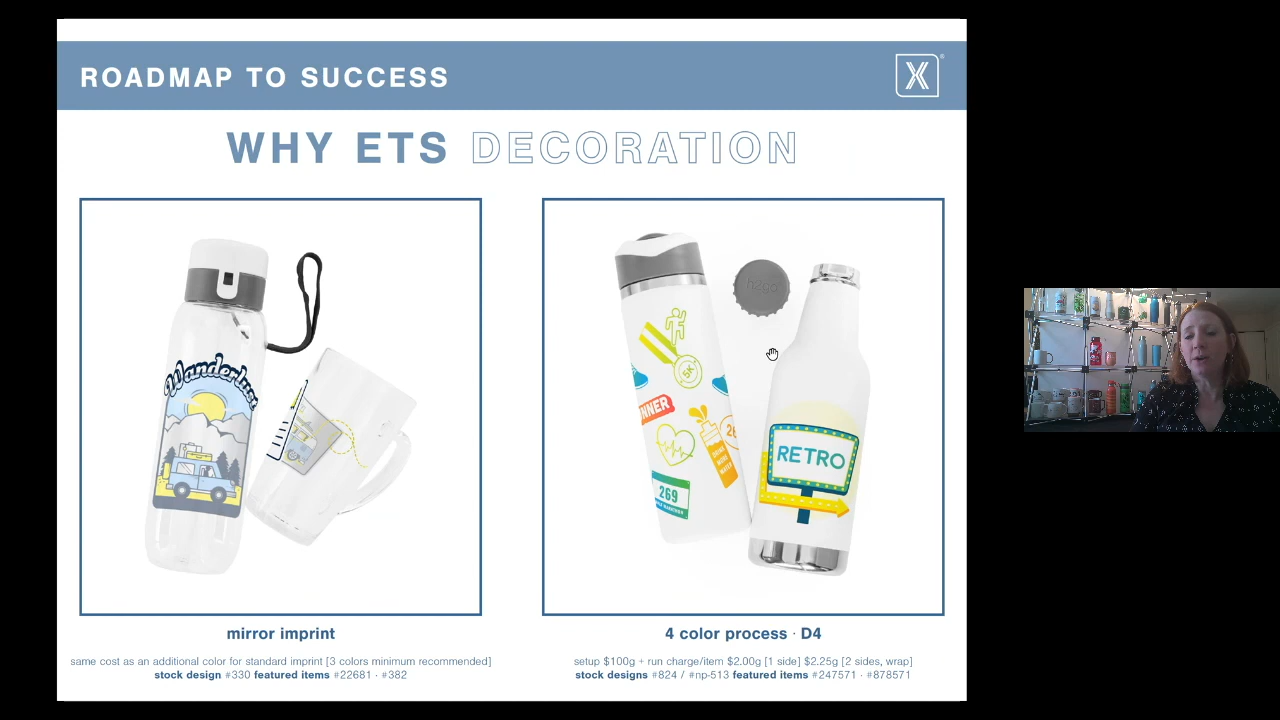 ROADMAP TO SUCCESS
WHY ETS DECORATION
Wanderlust
h2go
5K
269
RETRO
mirror imprint
4 color process · D4
same cost as an additional color for standard imprint [3 colors minimum recommended]
stock design #330 featured items #22681 · #382
setup $100g + run charge/item $2.00g [1 side] $2.25g [2 sides, wrap]
stock designs #824 / #np-513 featured items #247571 · #878571